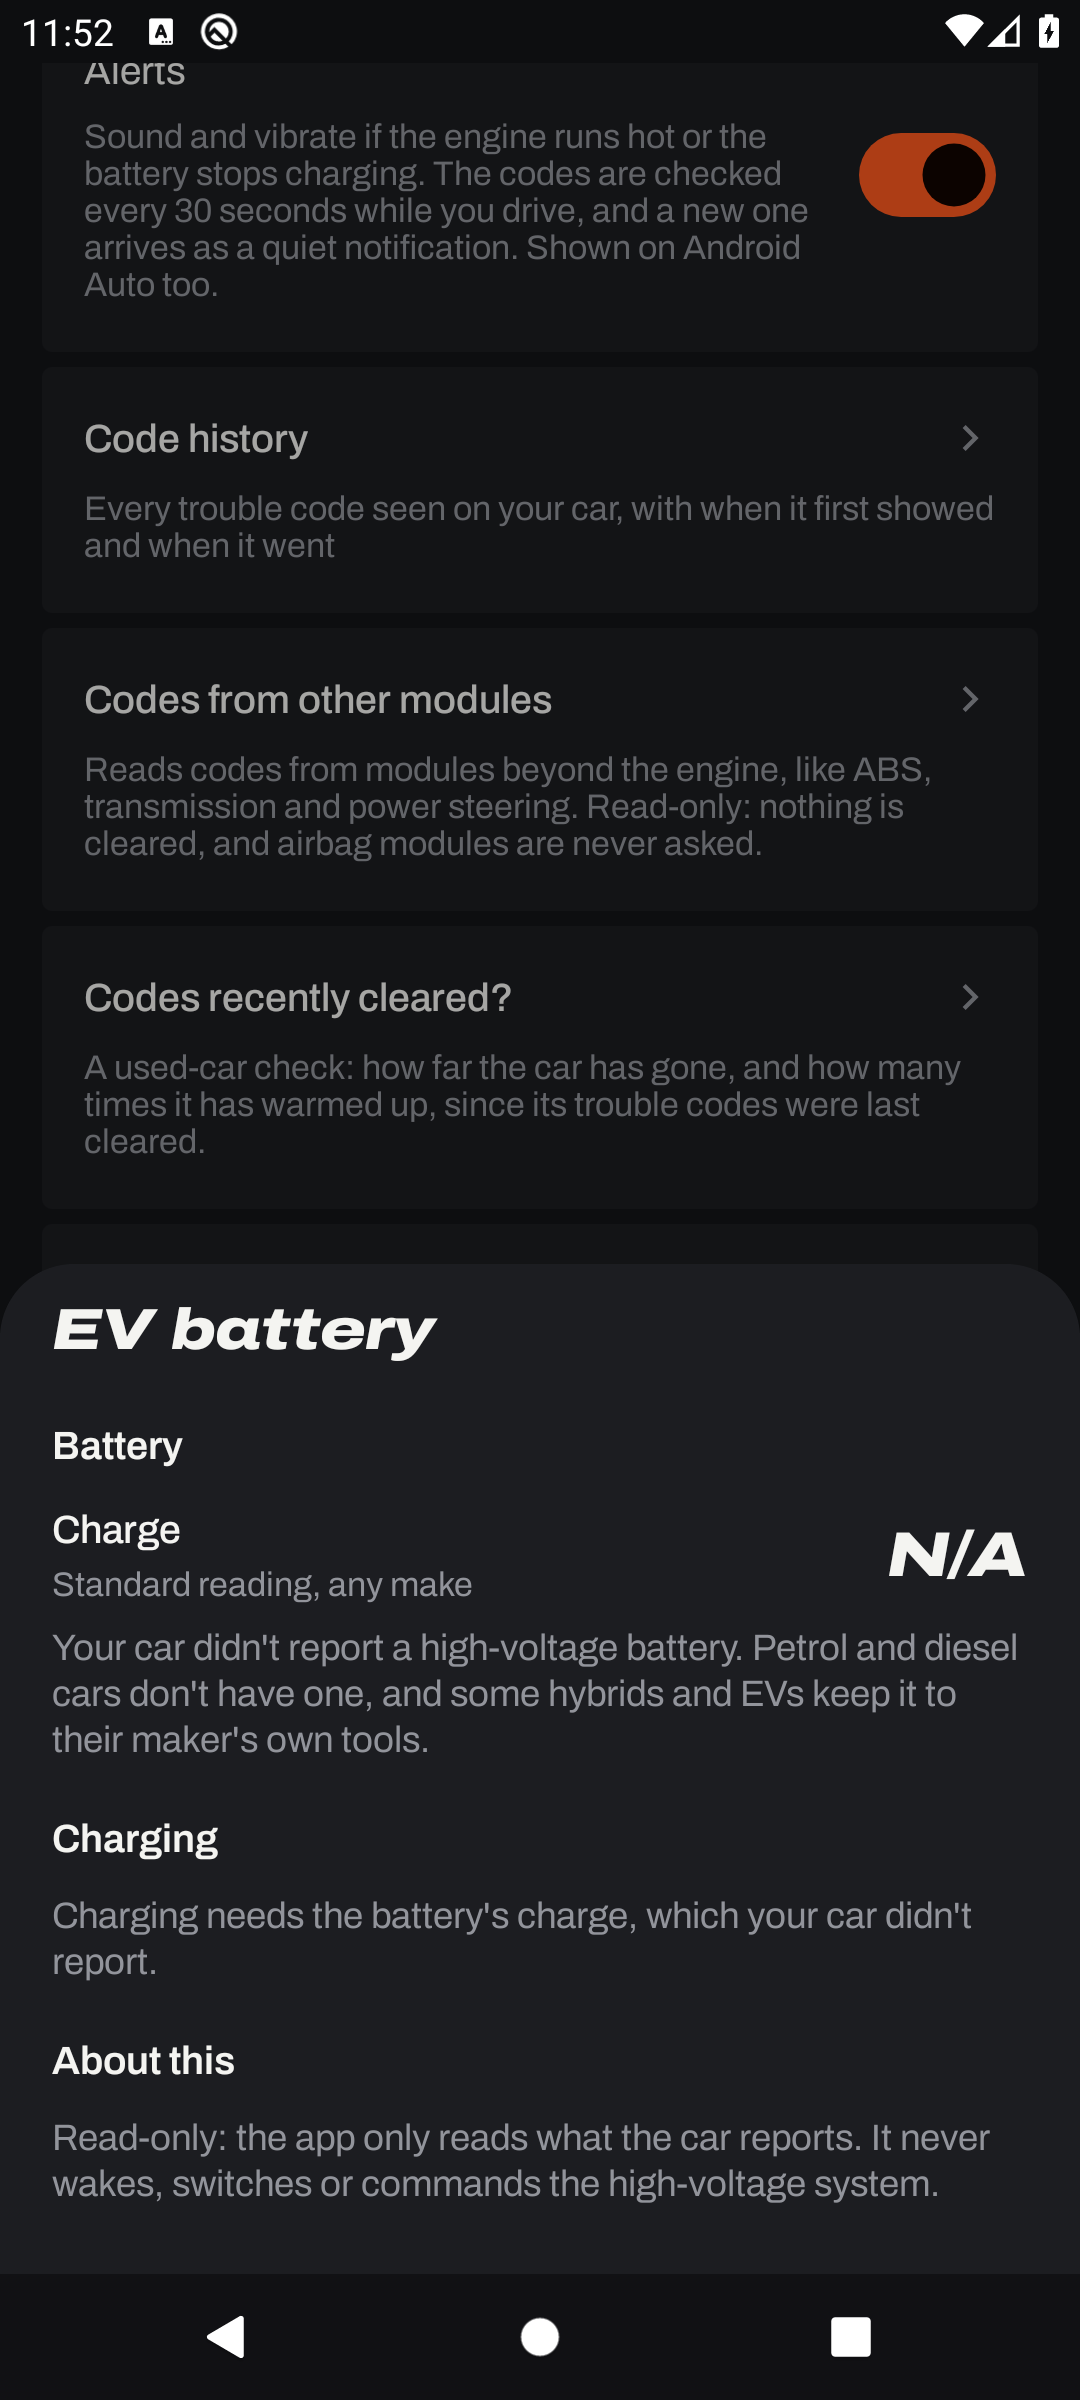 11:52
Alerts
Sound and vibrate if the engine runs hot or the
battery stops charging. The codes are checked
every 30 seconds while you drive, and a new one
arrives as a quiet notification. Shown on Android
Auto too.
Code history
Every trouble code seen on your car, with when it first showed
and when it went
Codes from other modules
Reads codes from modules beyond the engine, like ABS,
transmission and power steering. Read-only: nothing is
cleared, and airbag modules are never asked.
Codes recently cleared?
A used-car check: how far the car has gone, and how many
times it has warmed up, since its trouble codes were last
cleared.
EV battery
Battery
Charge
N/A
Standard reading, any make
Your car didn't report a high-voltage battery. Petrol and diesel
cars don't have one, and some hybrids and EVs keep it to
their maker's own tools.
Charging
Charging needs the battery's charge, which your car didn't
report.
About this
Read-only: the app only reads what the car reports. It never
wakes, switches or commands the high-voltage system.